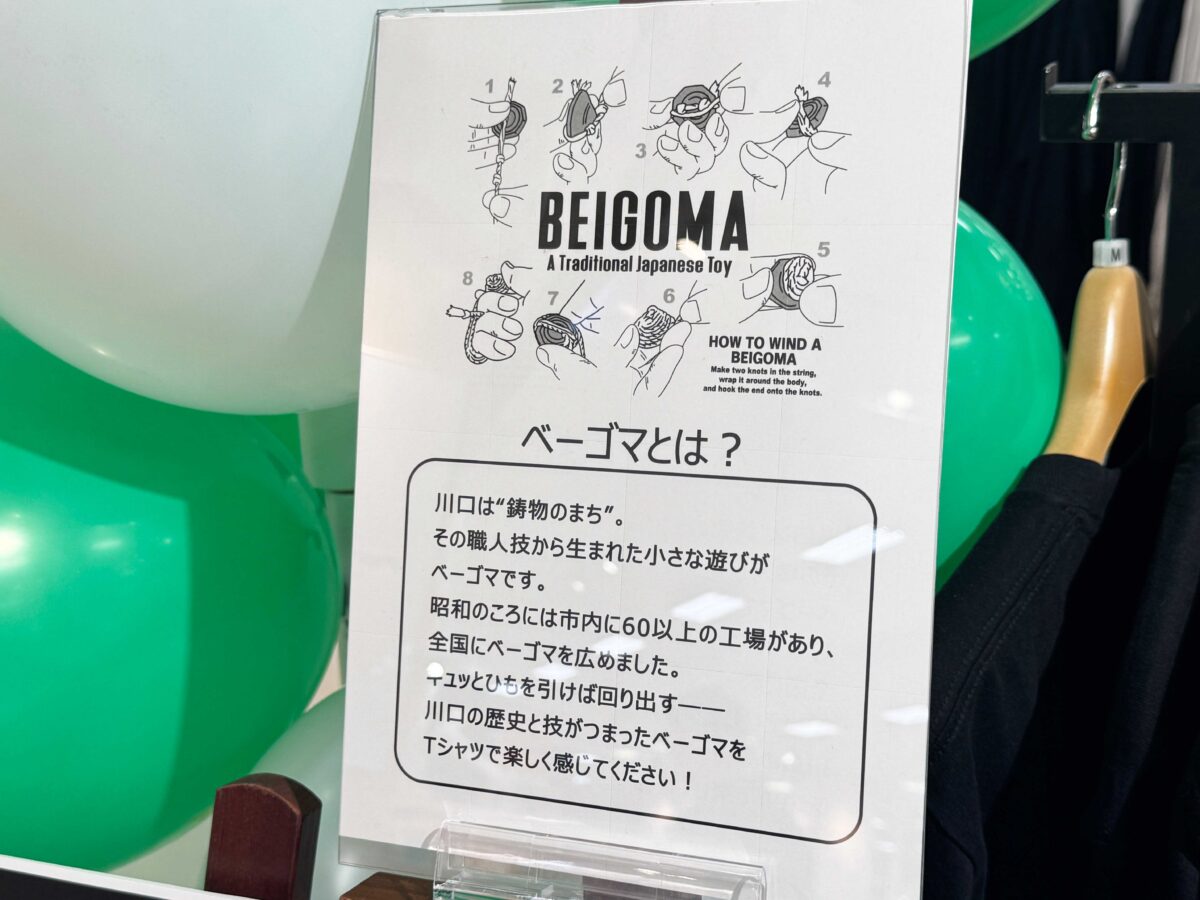 1
2
3
4
BEIGOMA
A Traditional Japanese Toy
5
6
7
8
HOW TO WIND A
BEIGOMA
Make two knots in the string,
wrap it around the body,
and hook the end onto the knots.
ベーゴマとは？
川口は“鋳物のまち”。
その職人技から生まれた小さな遊びが
ベーゴマです。
昭和のころには市内に60以上の工場があり、
全国にベーゴマを広めました。
キュッとひもを引けば回り出す――
川口の歴史と技がつまったベーゴマを
Tシャツで楽しく感じてください！
M